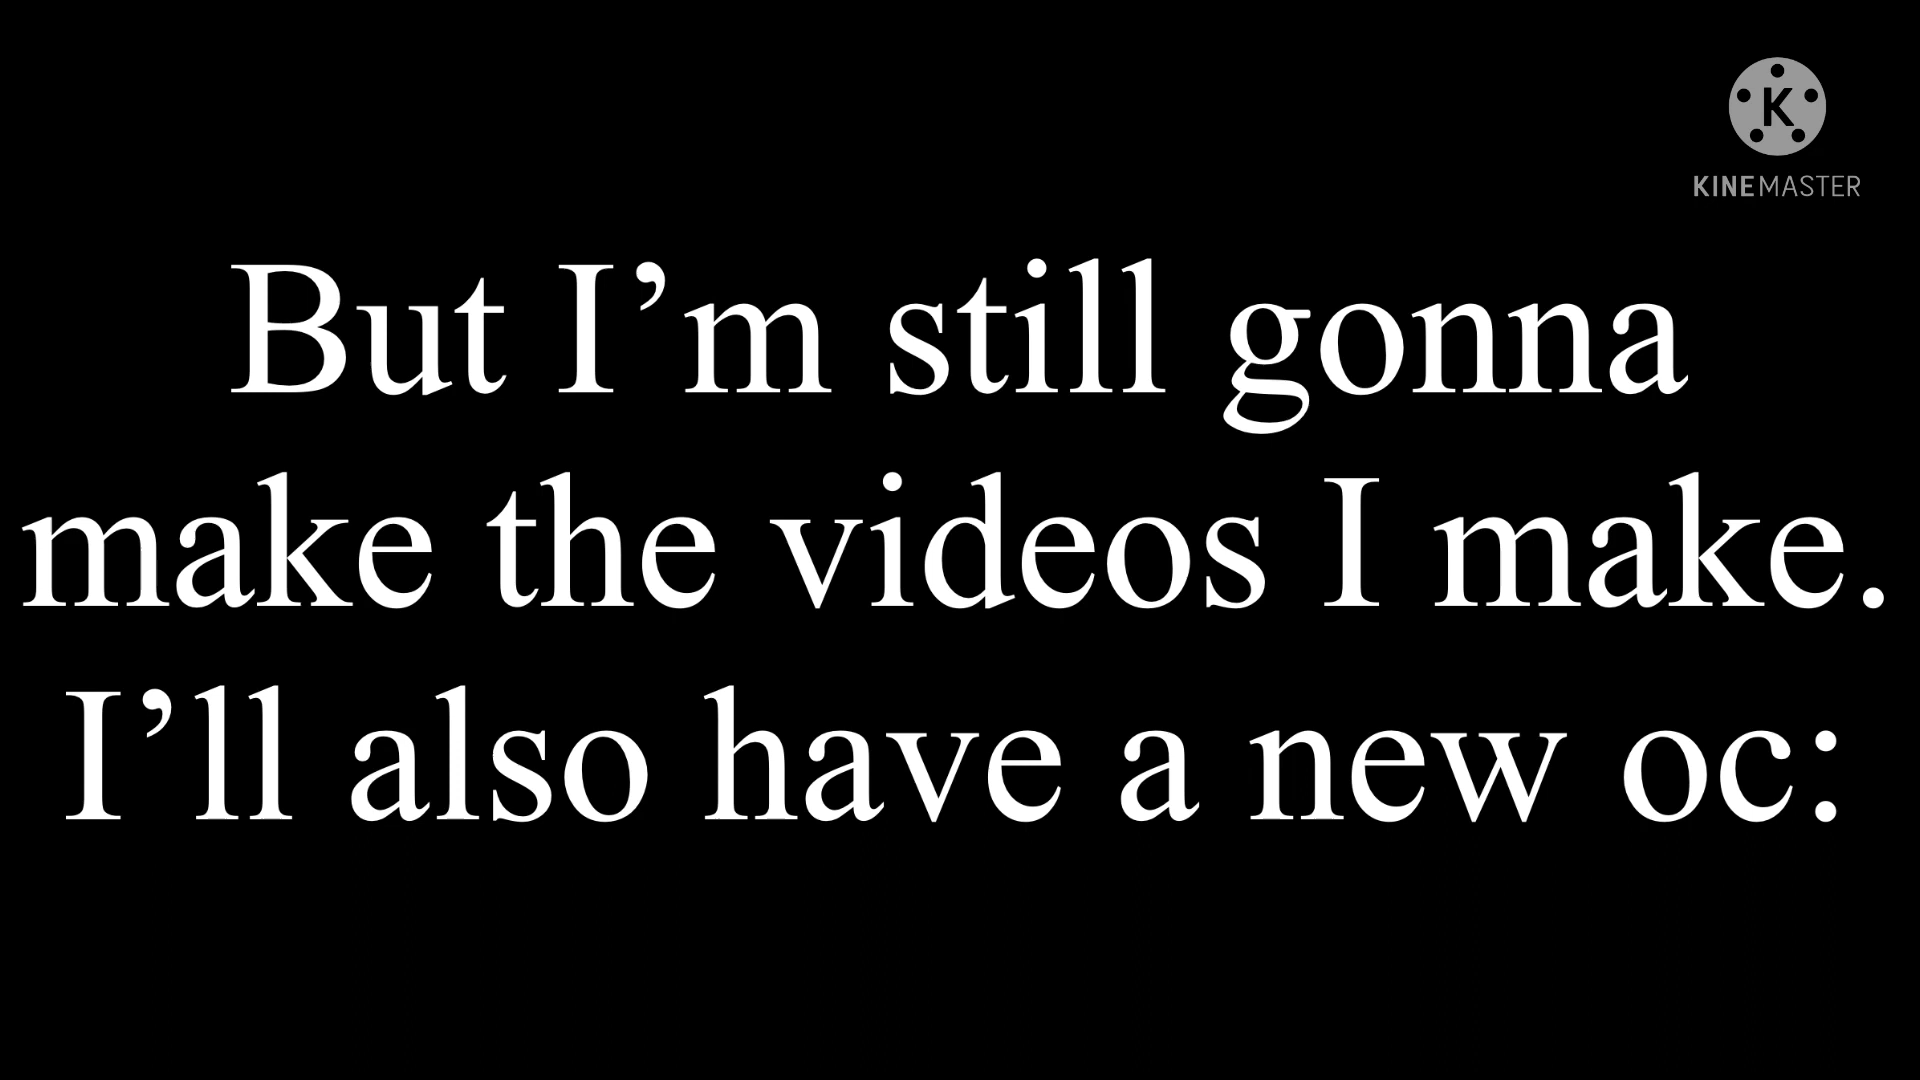 K
KINEMASTER
But I’m still gonna
make the videos I make.
I’ll also have a new oc: